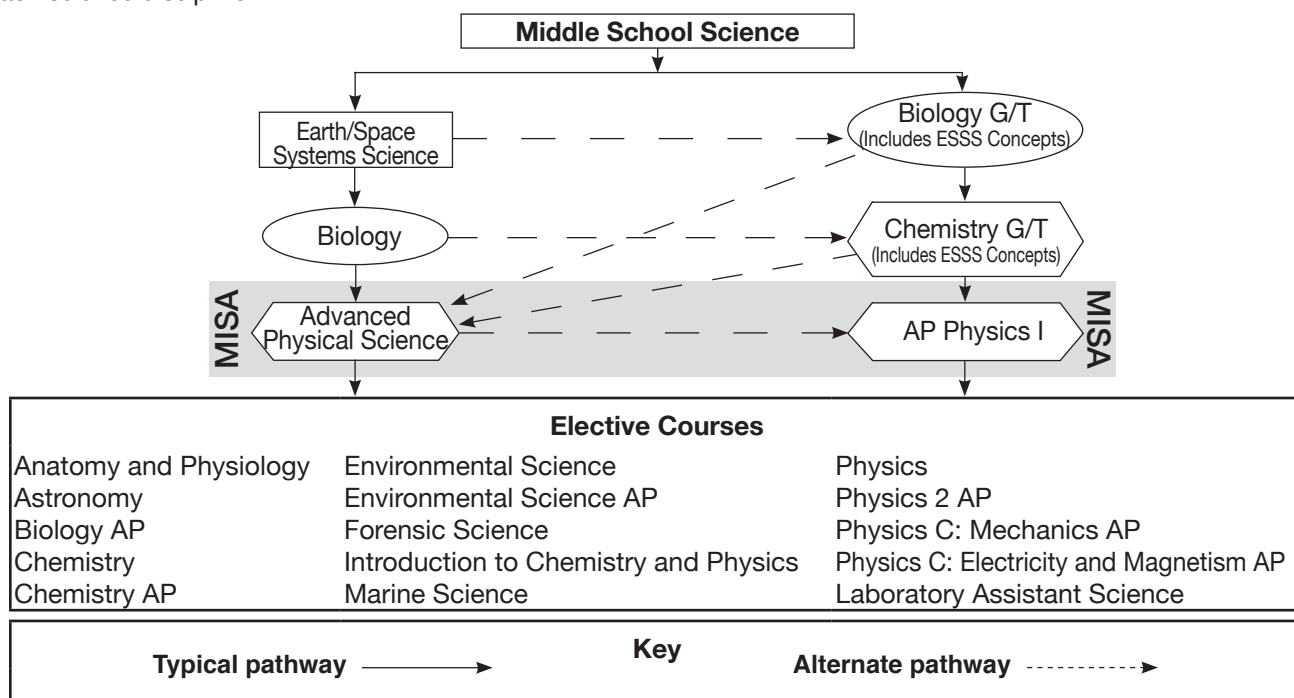 Middle School Science
Earth/Space
Systems Science
Biology G/T
(Includes ESSS Concepts)
Biology
Chemistry G/T
(Includes ESSS Concepts)
MISA
Advanced
Physical Science
AP Physics I
MISA
Elective Courses
Anatomy and Physiology
Astronomy
Biology AP
Chemistry
Chemistry AP
Environmental Science
Environmental Science AP
Forensic Science
Introduction to Chemistry and Physics
Marine Science
Physics
Physics 2 AP
Physics C: Mechanics AP
Physics C: Electricity and Magnetism AP
Laboratory Assistant Science
Key
Typical pathway
Alternate pathway